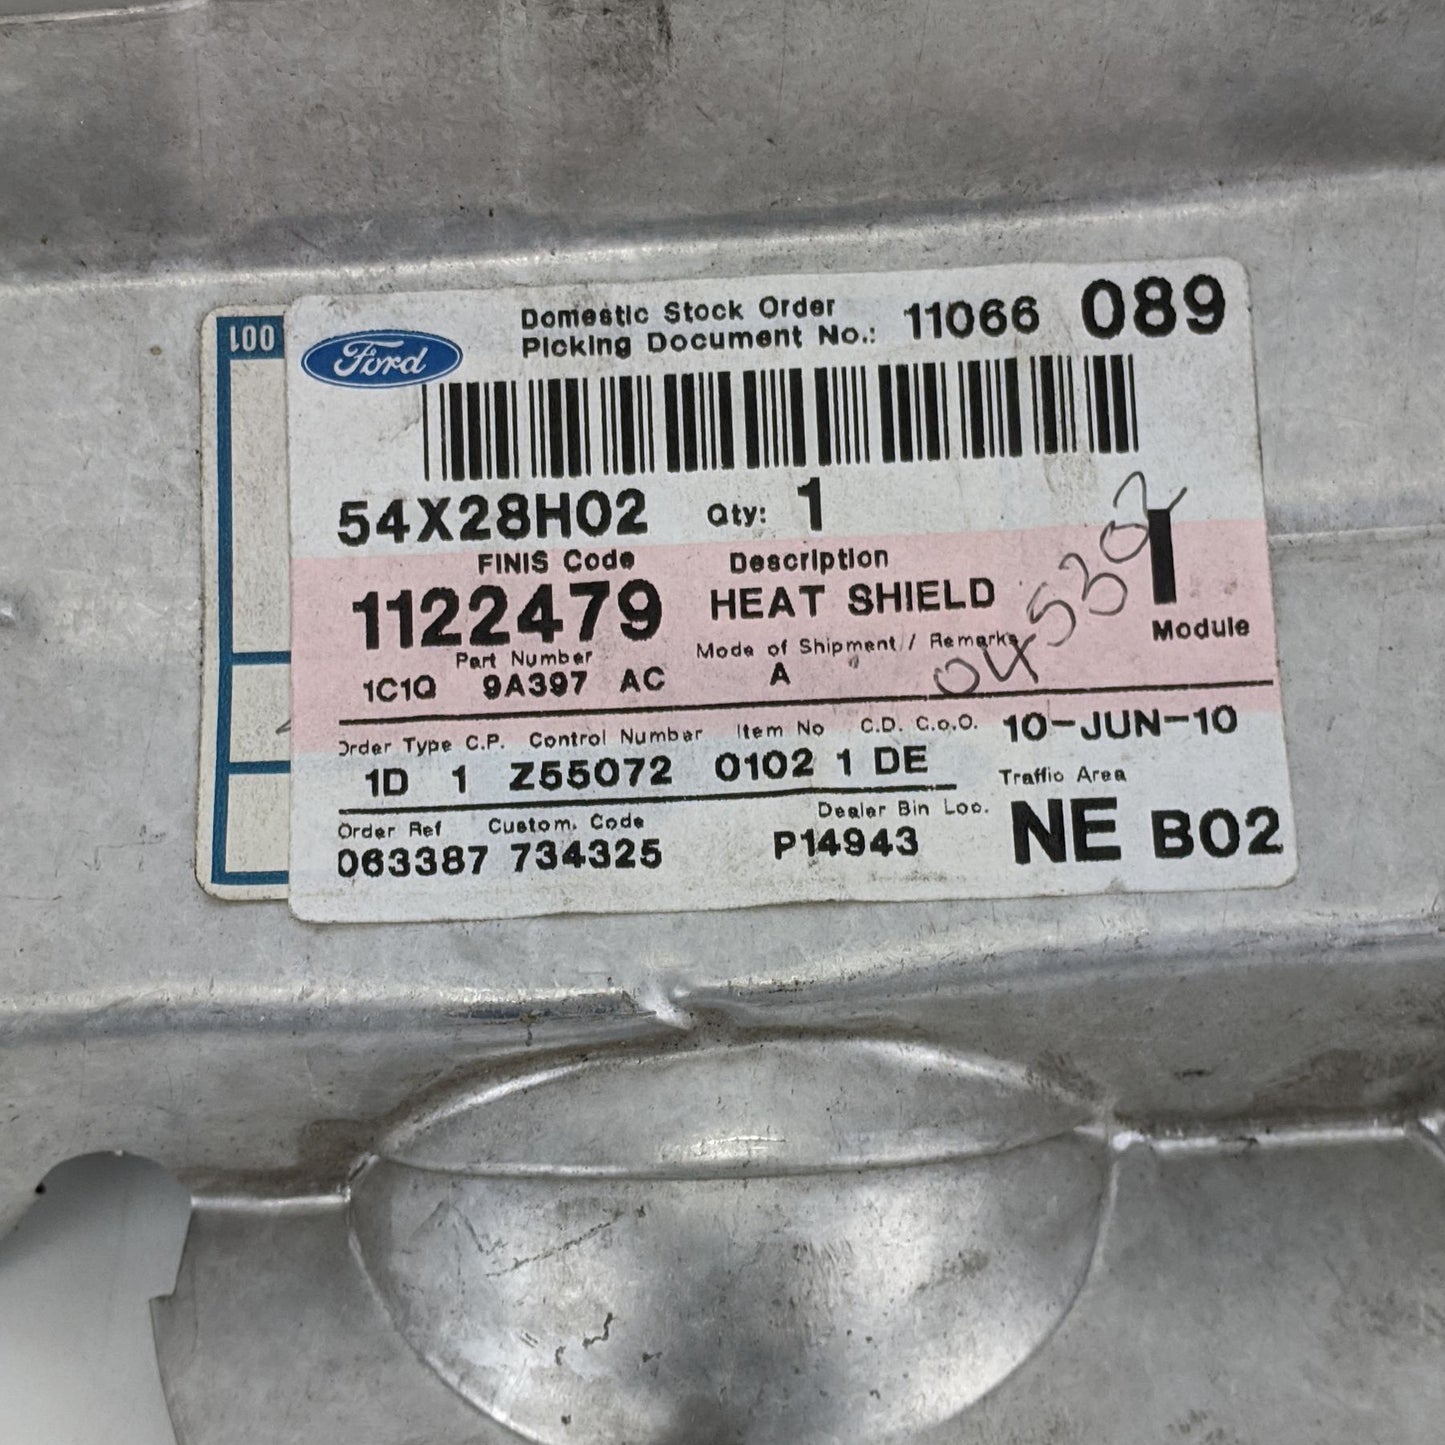 001
Ford
Domestic Stock Order
Picking Document No.: 11066 089
54X28H02 Qty: 1
FINIS Code Description
1122479 HEAT SHIELD I
Part Number Mode of Shipment / Remarks Module
1C1Q 9A397 AC A
045302
Order Type C.P. Control Number Item No C.D. C.o.O. 10-JUN-10
1D 1 Z55072 0102 1 DE
Traffic Area
Order Ref Custom. Code Dealer Bin Loc.
063387 734325 P14943 NE B02